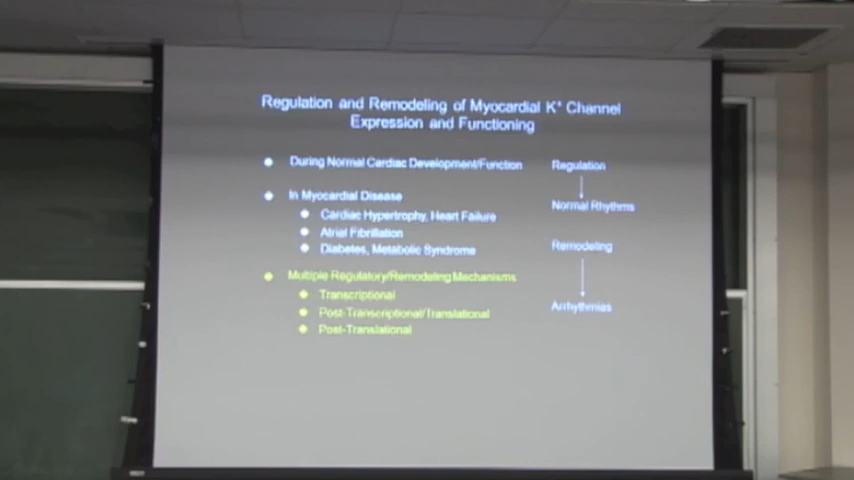 Regulation and Remodeling of Myocardial K⁺ Channel
Expression and Functioning
During Normal Cardiac Development/Function
Regulation
Normal Rhythms
In Myocardial Disease
Cardiac Hypertrophy, Heart Failure
Atrial Fibrillation
Diabetes, Metabolic Syndrome
Remodeling
Arrhythmias
Multiple Regulatory/Remodeling Mechanisms
Transcriptional
Post-Transcriptional/Translational
Post-Translational